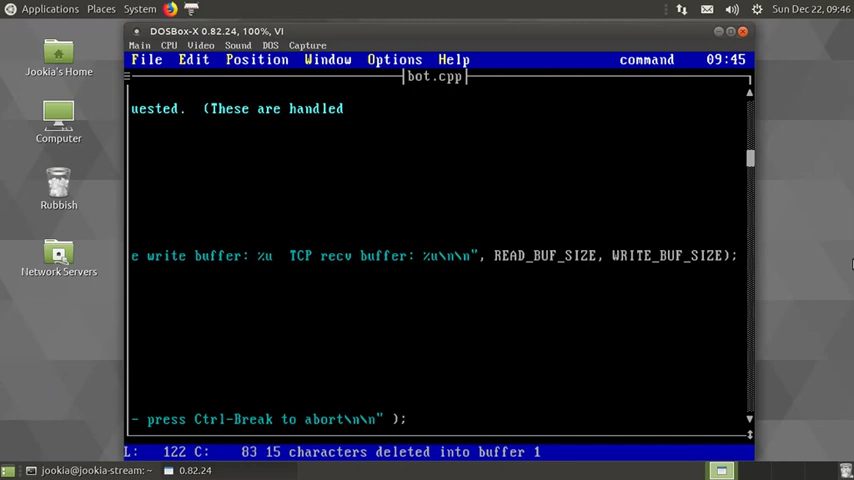 Applications Places System Sun Dec 22, 09:46
DOSBox-X 0.82.24, 100%, VI
Main CPU Video Sound DOS Capture
File Edit Position Window Options Help command 09:45
bot.cpp
Jookia's Home
uested.  (These are handled
Computer
Rubbish
e write buffer: %u  TCP recv buffer: %u\n\n", READ_BUF_SIZE, WRITE_BUF_SIZE);
Network Servers
- press Ctrl-Break to abort\n\n" );
L: 122 C: 83 15 characters deleted into buffer 1
jookia@jookia-stream: ~ 0.82.24